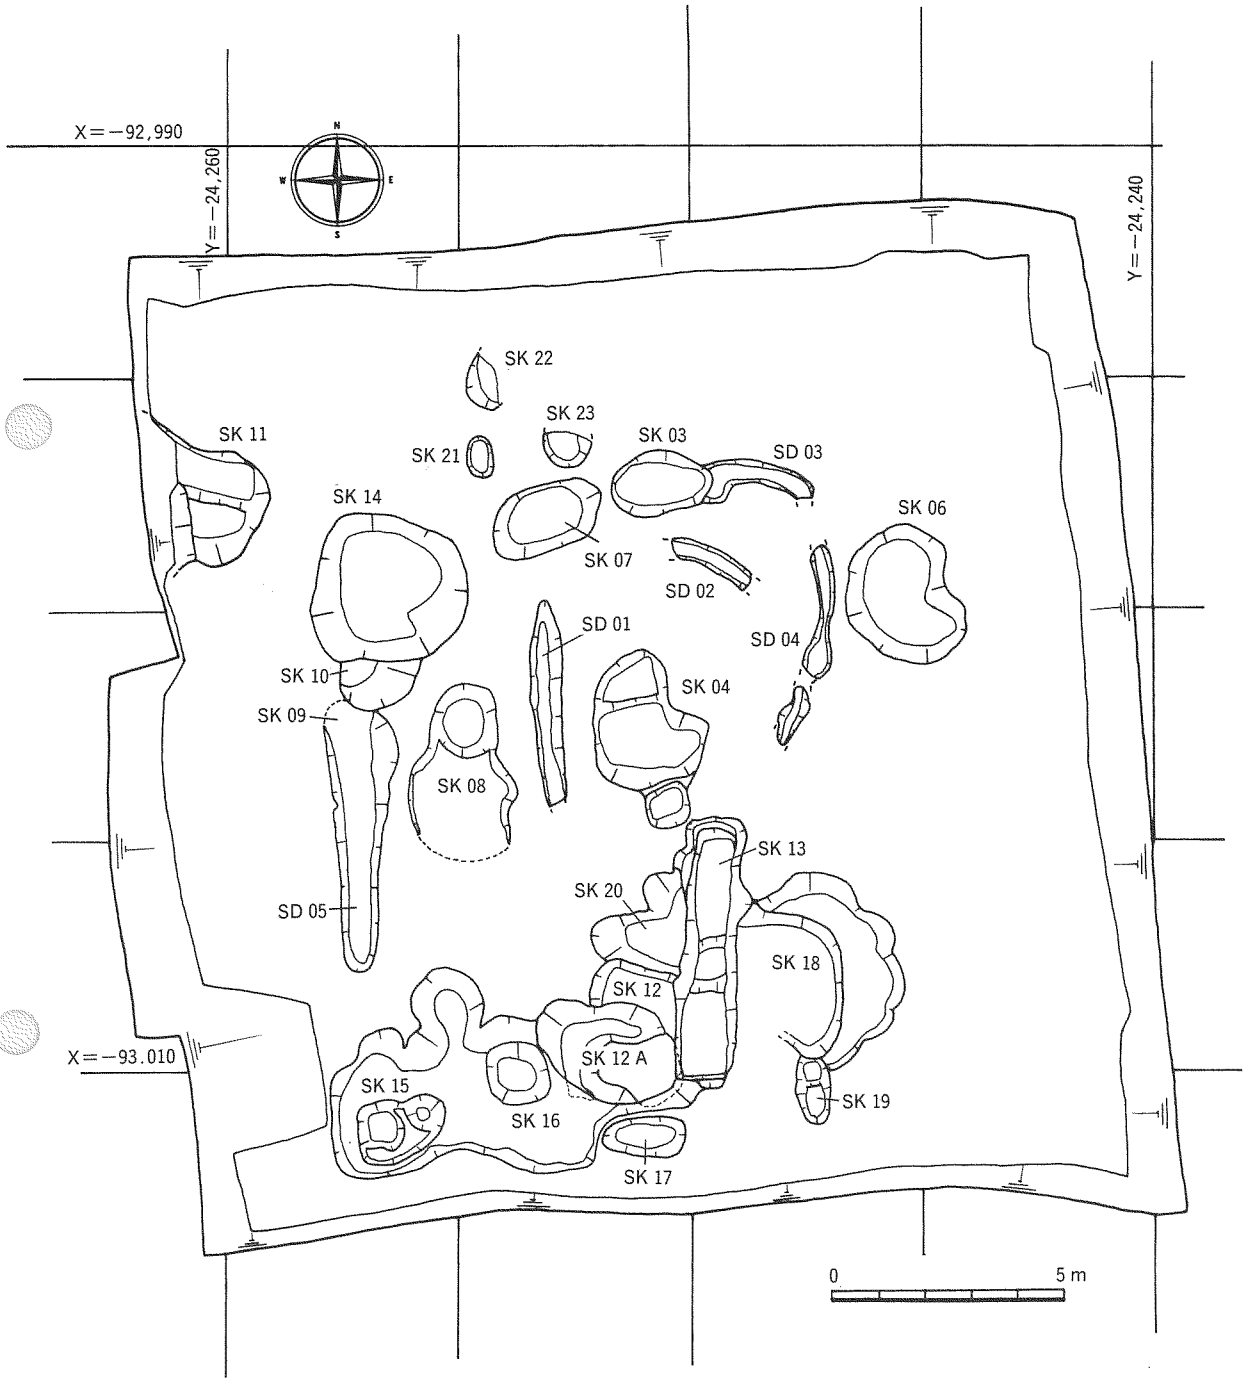 X=−92,990
Y=−24,260
N
W
E
S
Y=−24,240
SK 22
SK 23
SK 11
SK 21
SK 03
SD 03
SK 14
SK 06
SK 07
SD 02
SD 01
SD 04
SK 10
SK 04
SK 09
SK 08
SK 13
SK 20
SD 05
SK 18
SK 12
X=−93.010
SK 12 A
SK 15
SK 19
SK 16
SK 17
0
5 m